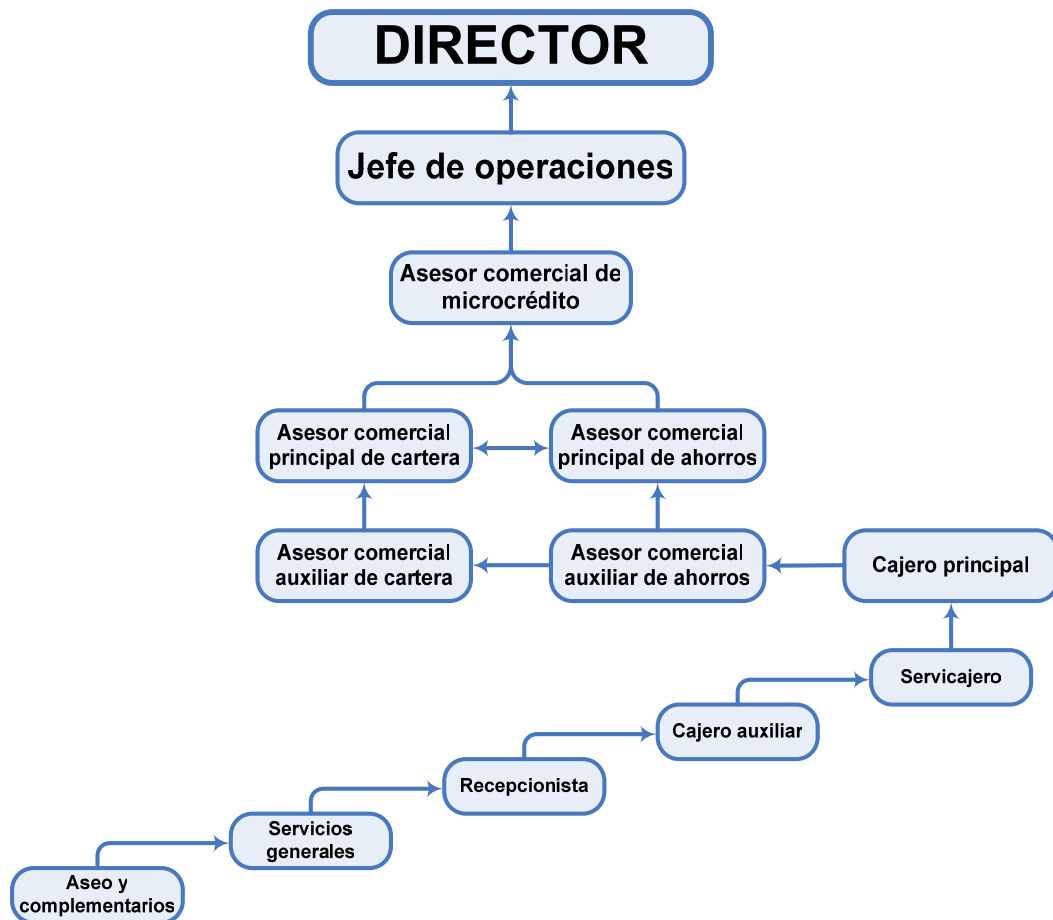 DIRECTOR
Jefe de operaciones
Asesor comercial de
microcrédito
Asesor comercial
principal de cartera
Asesor comercial
principal de ahorros
Asesor comercial
auxiliar de cartera
Asesor comercial
auxiliar de ahorros
Cajero principal
Servicajero
Cajero auxiliar
Recepcionista
Servicios
generales
Aseo y
complementarios